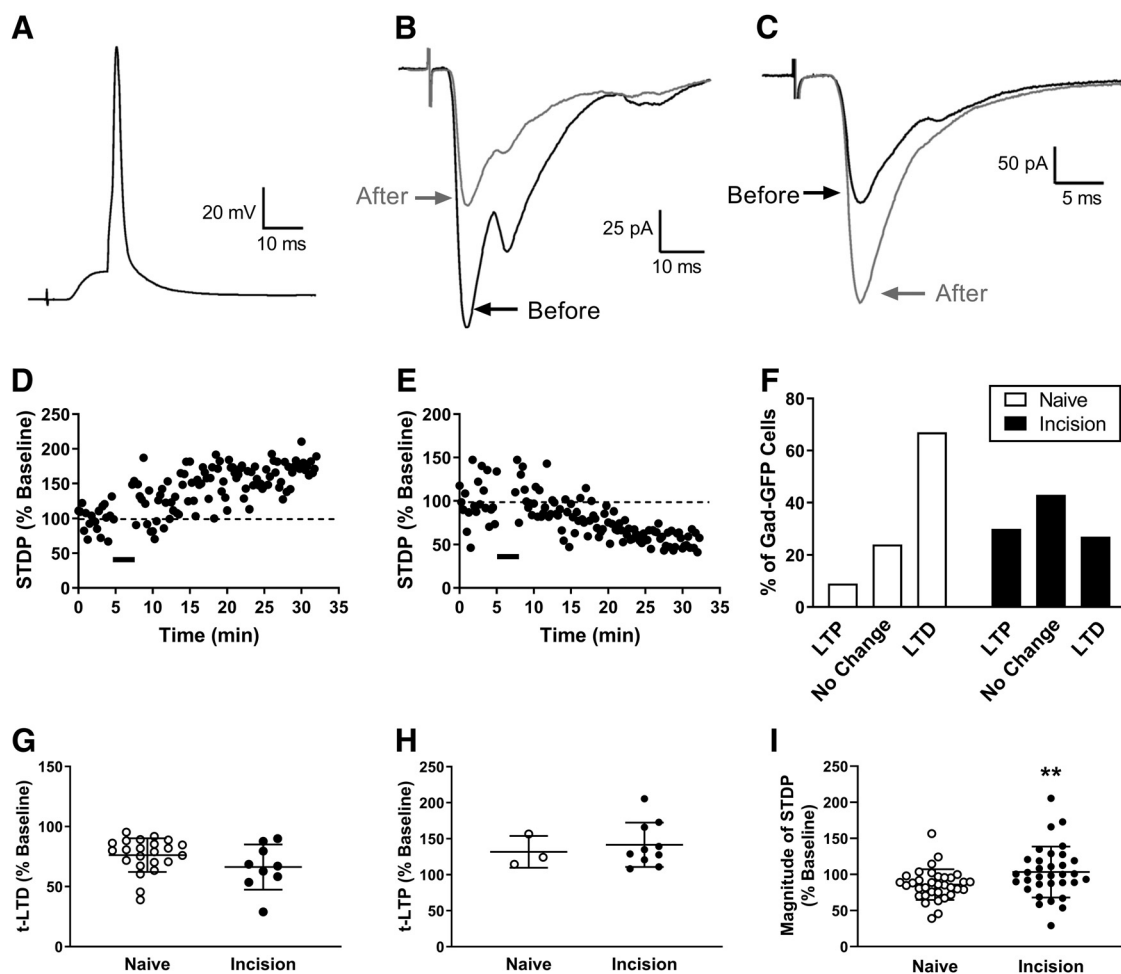 A
20 mV
10 ms
B
After
Before
25 pA
10 ms
C
Before
After
50 pA
5 ms
D
STDP (% Baseline)
250
200
150
100
50
0
0 5 10 15 20 25 30 35
Time (min)
E
STDP (% Baseline)
200
150
100
50
0
0 5 10 15 20 25 30 35
Time (min)
F
% of Gad-GFP Cells
80
60
40
20
0
Naive
Incision
LTP
No Change
LTD
LTP
No Change
LTD
G
t-LTD (% Baseline)
150
100
50
0
Naive Incision
H
t-LTP (% Baseline)
250
200
150
100
50
0
Naive Incision
I
Magnitude of STDP
(% Baseline)
250
200
150
100
50
0
**
Naive Incision